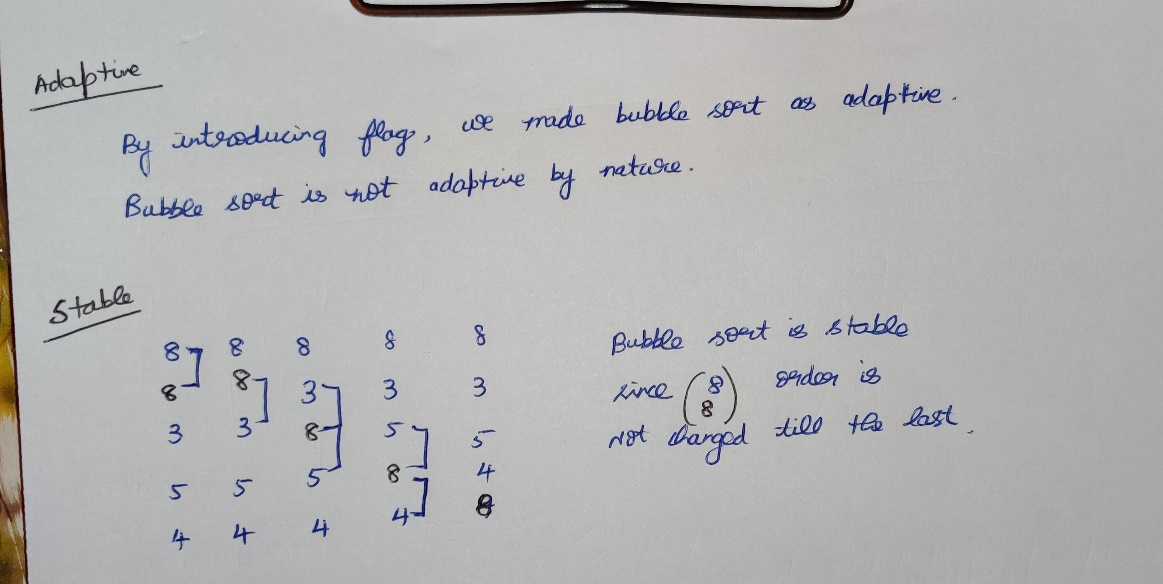 Adaptive
By introducing flag, we made bubble sort as adaptive.
Bubble sort is not adaptive by nature.
Stable
8 8 8 8 8
8 8 3 3 3
3 3 8 5 5
5 5 5 8 4
4 4 4 4 8
Bubble sort is stable
since (8 8) order is
not changed till the last.